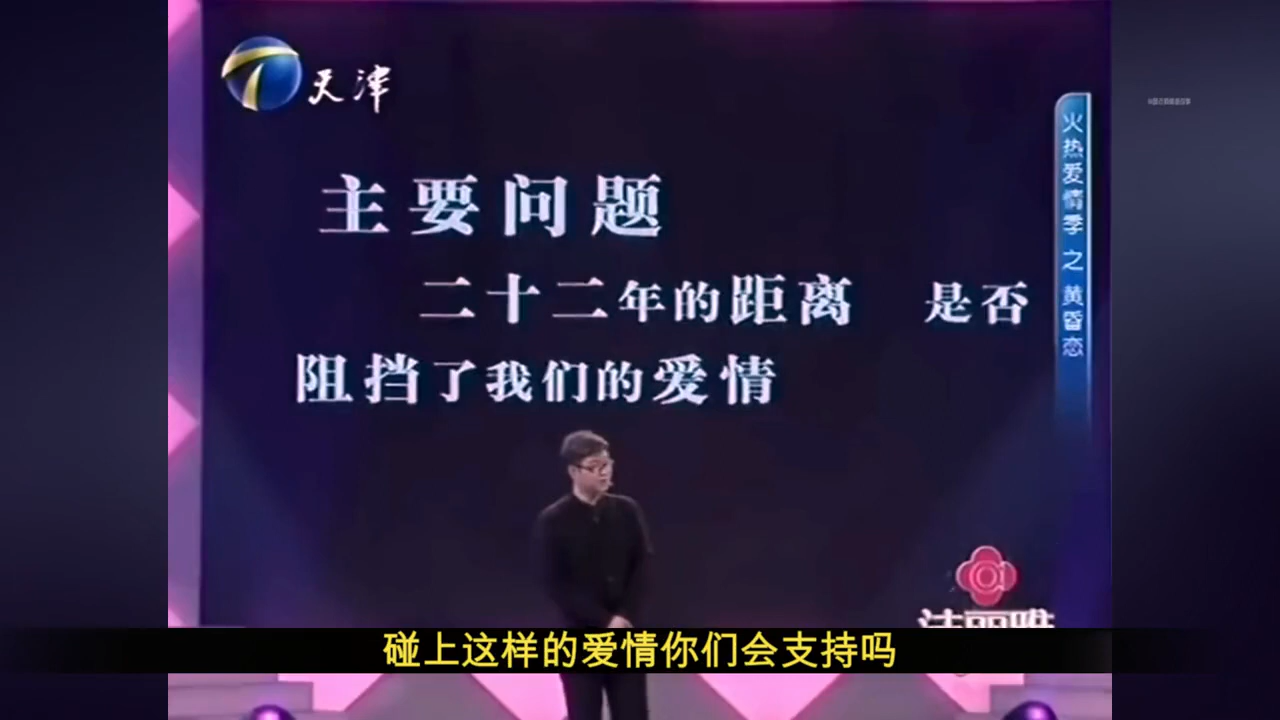 天津
主要问题
二十二年的距离 是否
阻挡了我们的爱情
火热爱情季 之 黄昏恋
碰上这样的爱情你们会支持吗